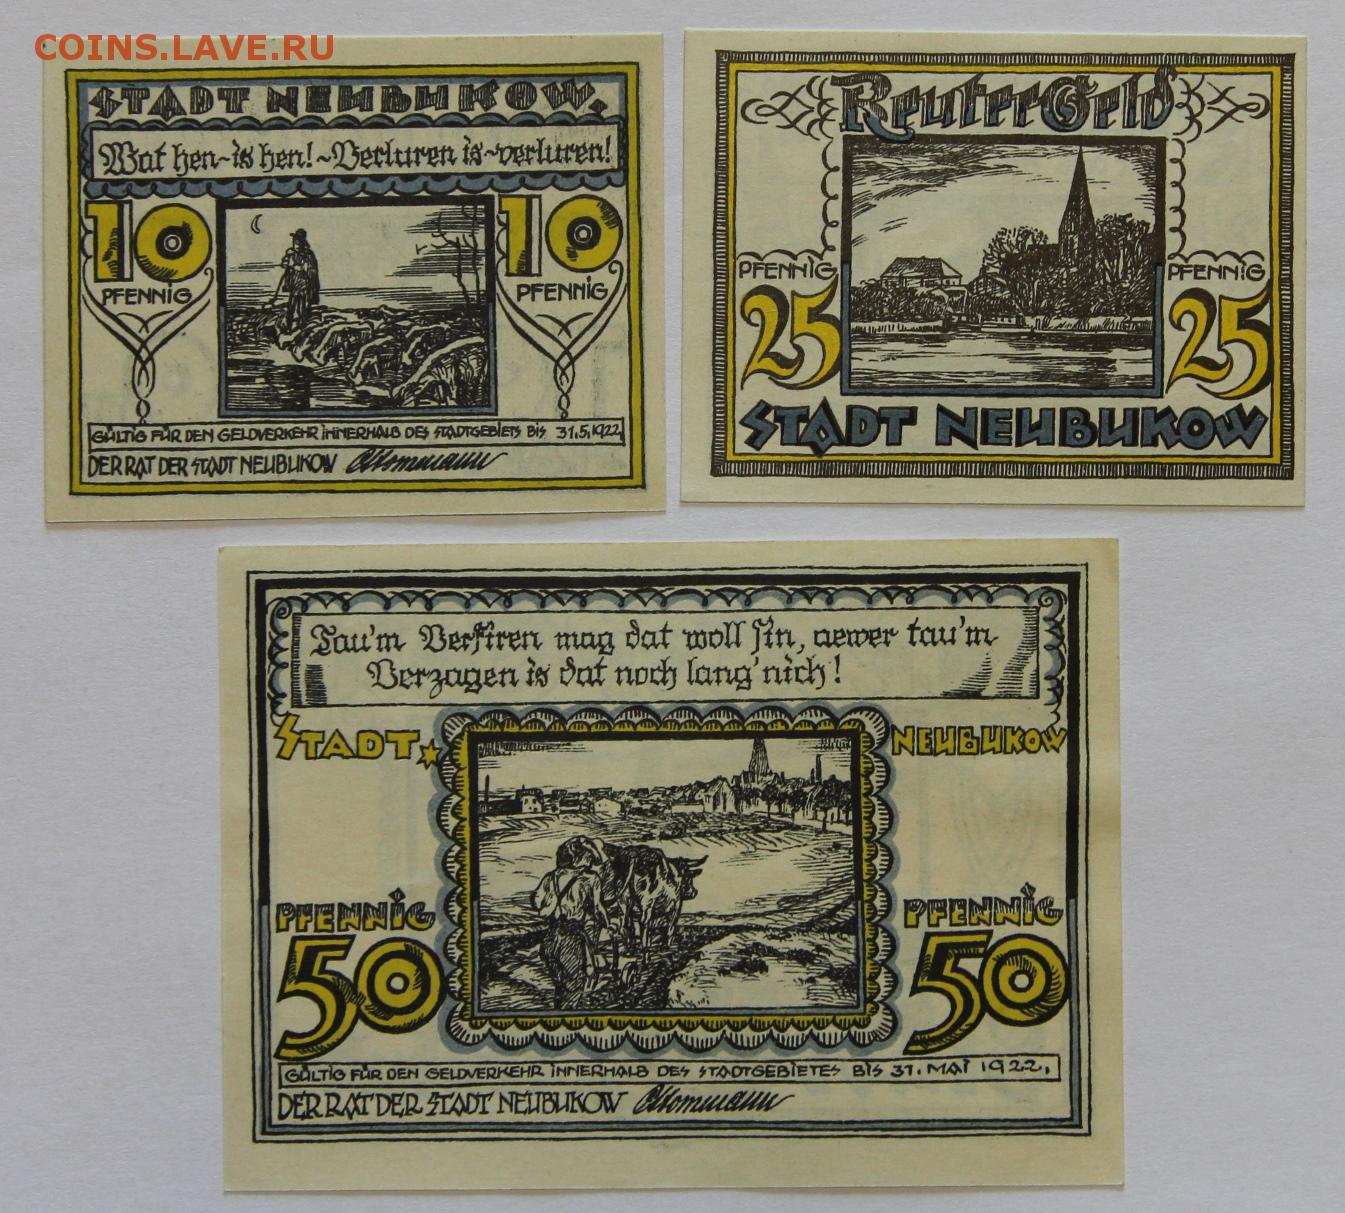 COINS.LAVE.RU
STADT NEUBUKOW.
Wat hen~is hen!~Verluren is~verluren!
10 10
PFENNIG PFENNIG
GÜLTIG FÜR DEN GELDVERKEHR INNERHALB DES STADTGEBIETS BIS 31.5.1922
DER RAT DER STADT NEUBUKOW
ReuterGeld
PFENNIG PFENNIG
25 25
STADT NEUBUKOW
Tau'm Verfiren mag dat woll sin, aewer tau'm
Verzagen is dat noch lang' nich!
STADT NEUBUKOW
PFENNIG PFENNIG
50 50
GÜLTIG FÜR DEN GELDVERKEHR INNERHALB DES STADTGEBIETES BIS 31. MAI 1922.
DER RAT DER STADT NEUBUKOW